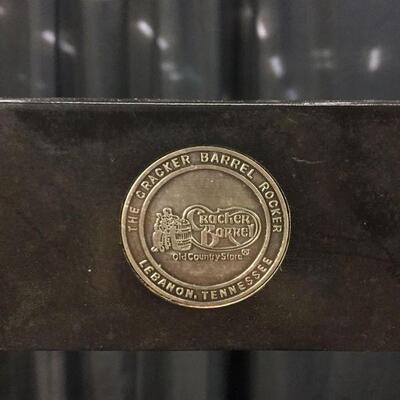 THE CRACKER BARREL ROCKER
Cracker
Barrel
Old Country Store
®
LEBANON, TENNESSEE